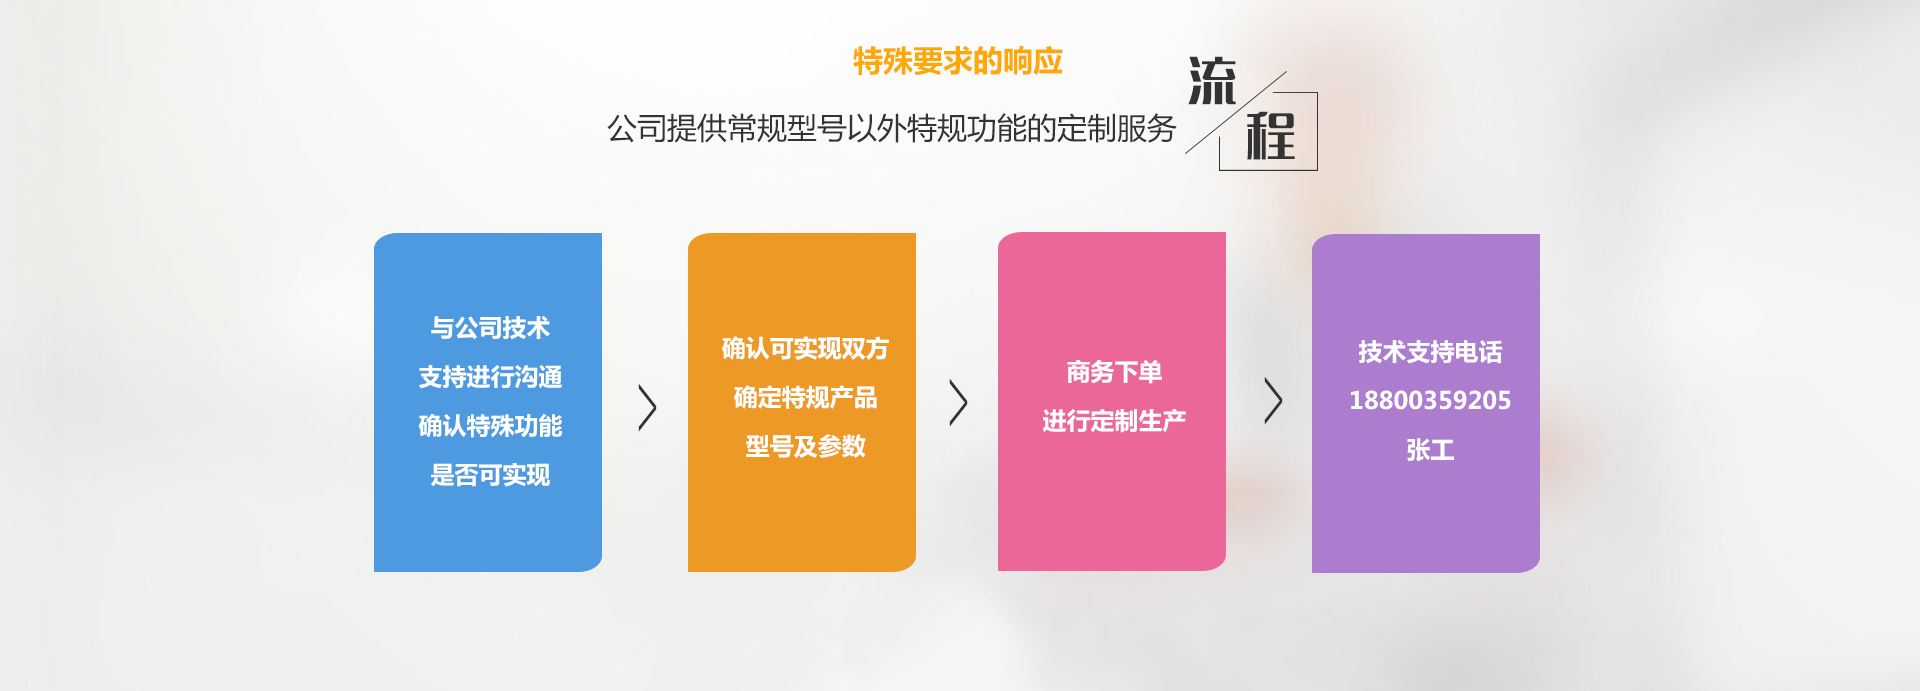 特殊要求的响应
公司提供常规型号以外特规功能的定制服务
流
程
与公司技术
支持进行沟通
确认特殊功能
是否可实现
确认可实现双方
确定特规产品
型号及参数
商务下单
进行定制生产
技术支持电话
18800359205
张工